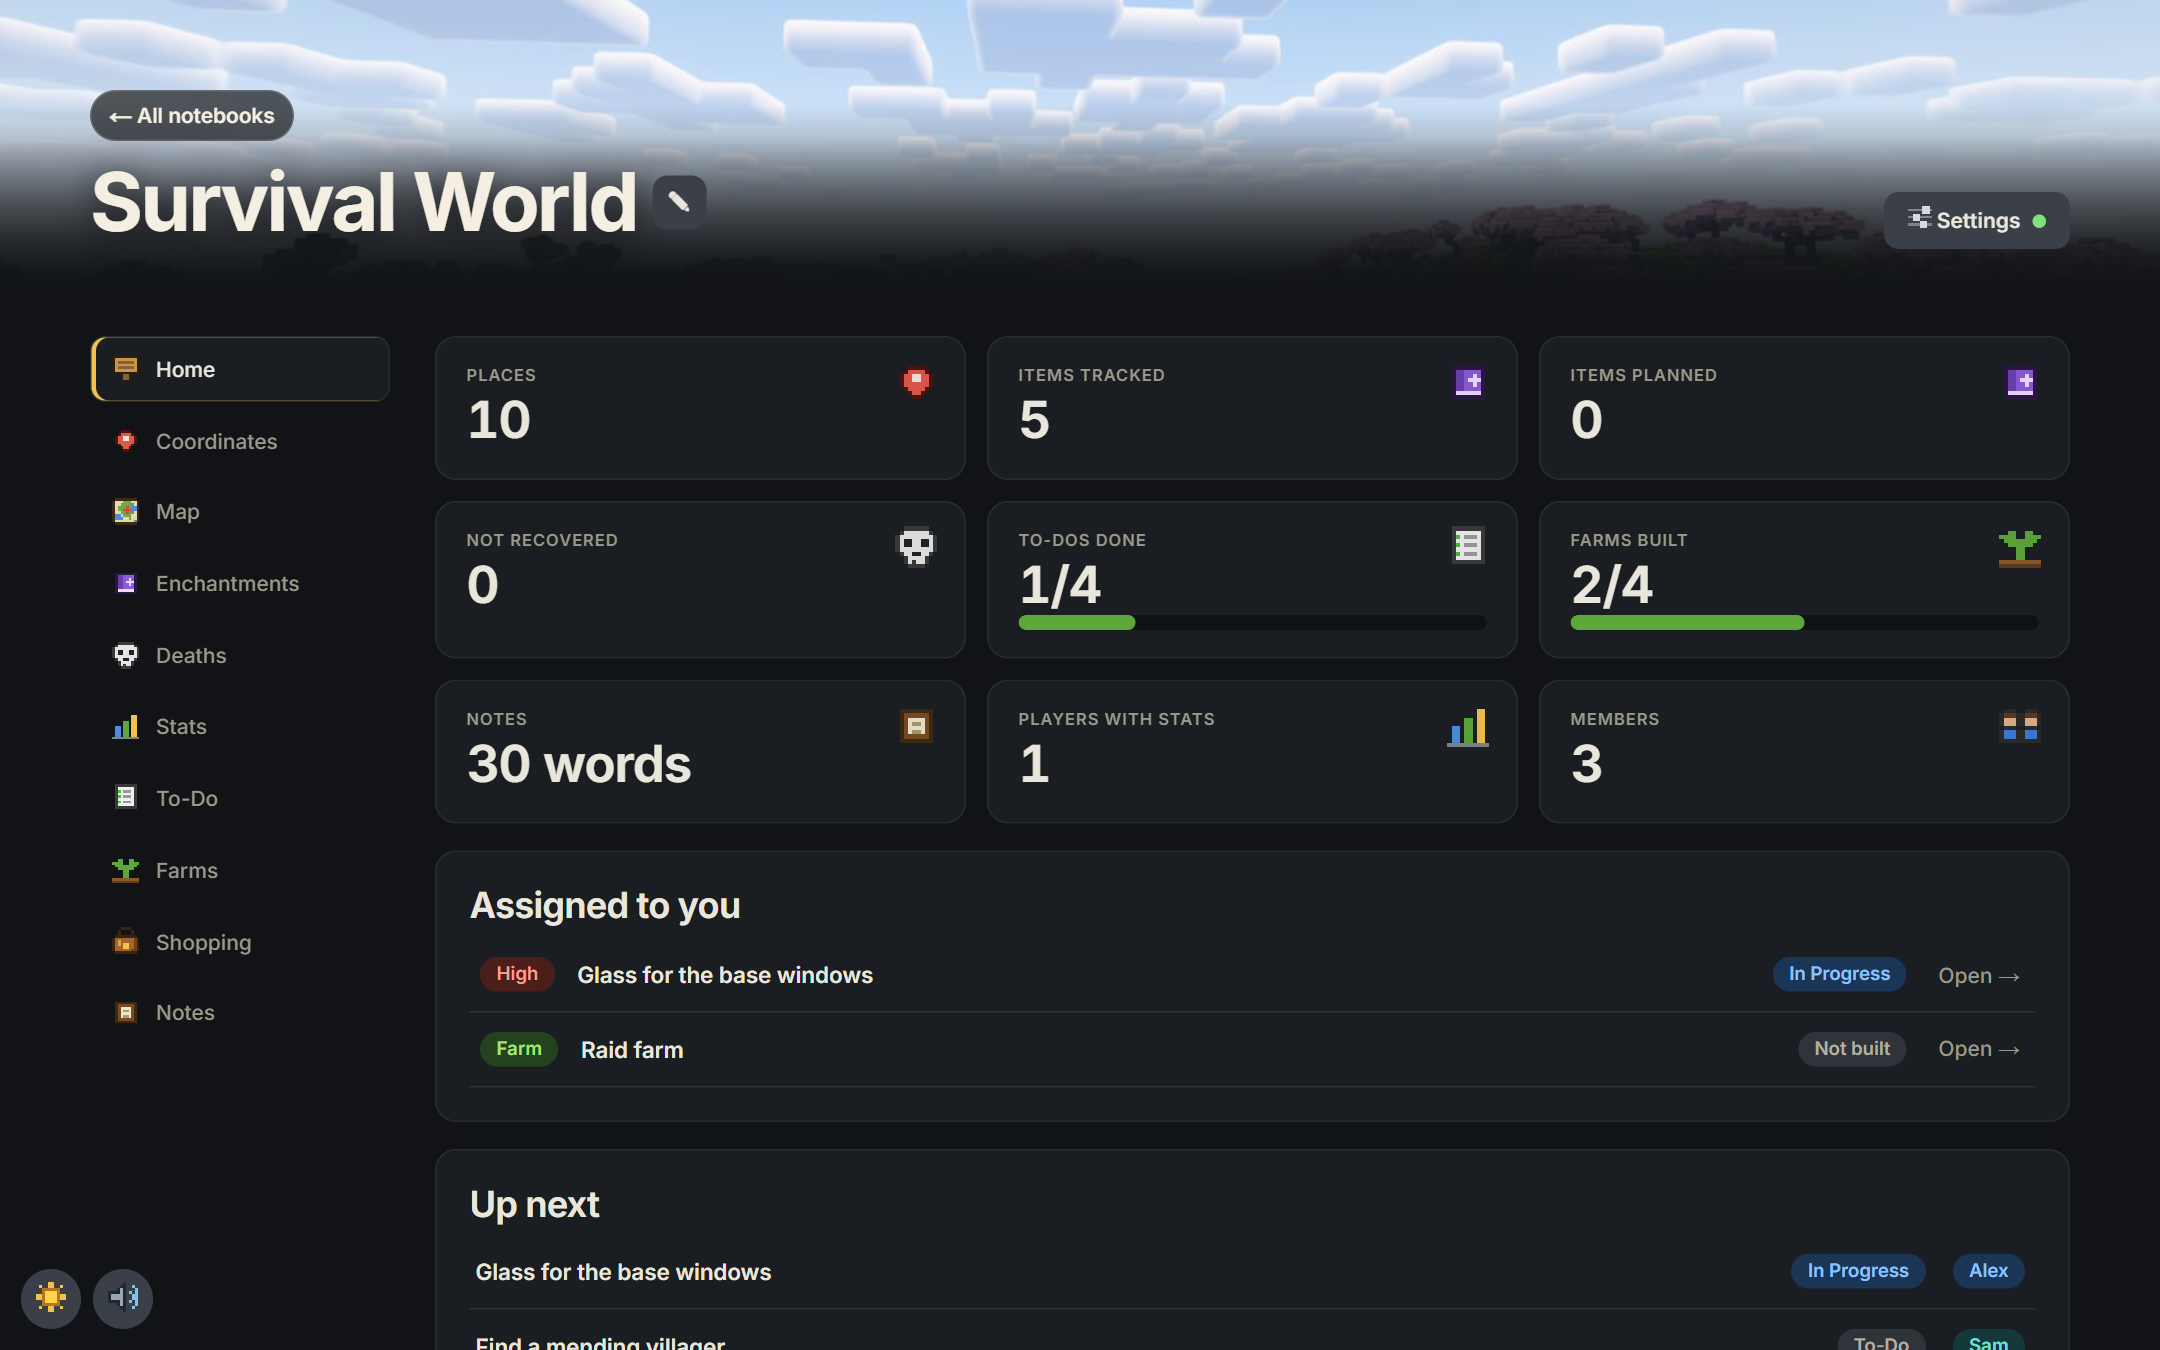 ← All notebooks
Survival World
Settings
Home
Coordinates
Map
Enchantments
Deaths
Stats
To-Do
Farms
Shopping
Notes
PLACES
10
ITEMS TRACKED
5
ITEMS PLANNED
0
NOT RECOVERED
0
TO-DOS DONE
1/4
FARMS BUILT
2/4
NOTES
30 words
PLAYERS WITH STATS
1
MEMBERS
3
Assigned to you
High Glass for the base windows In Progress Open →
Farm Raid farm Not built Open →
Up next
Glass for the base windows In Progress Alex
Find a mending villager To-Do Sam